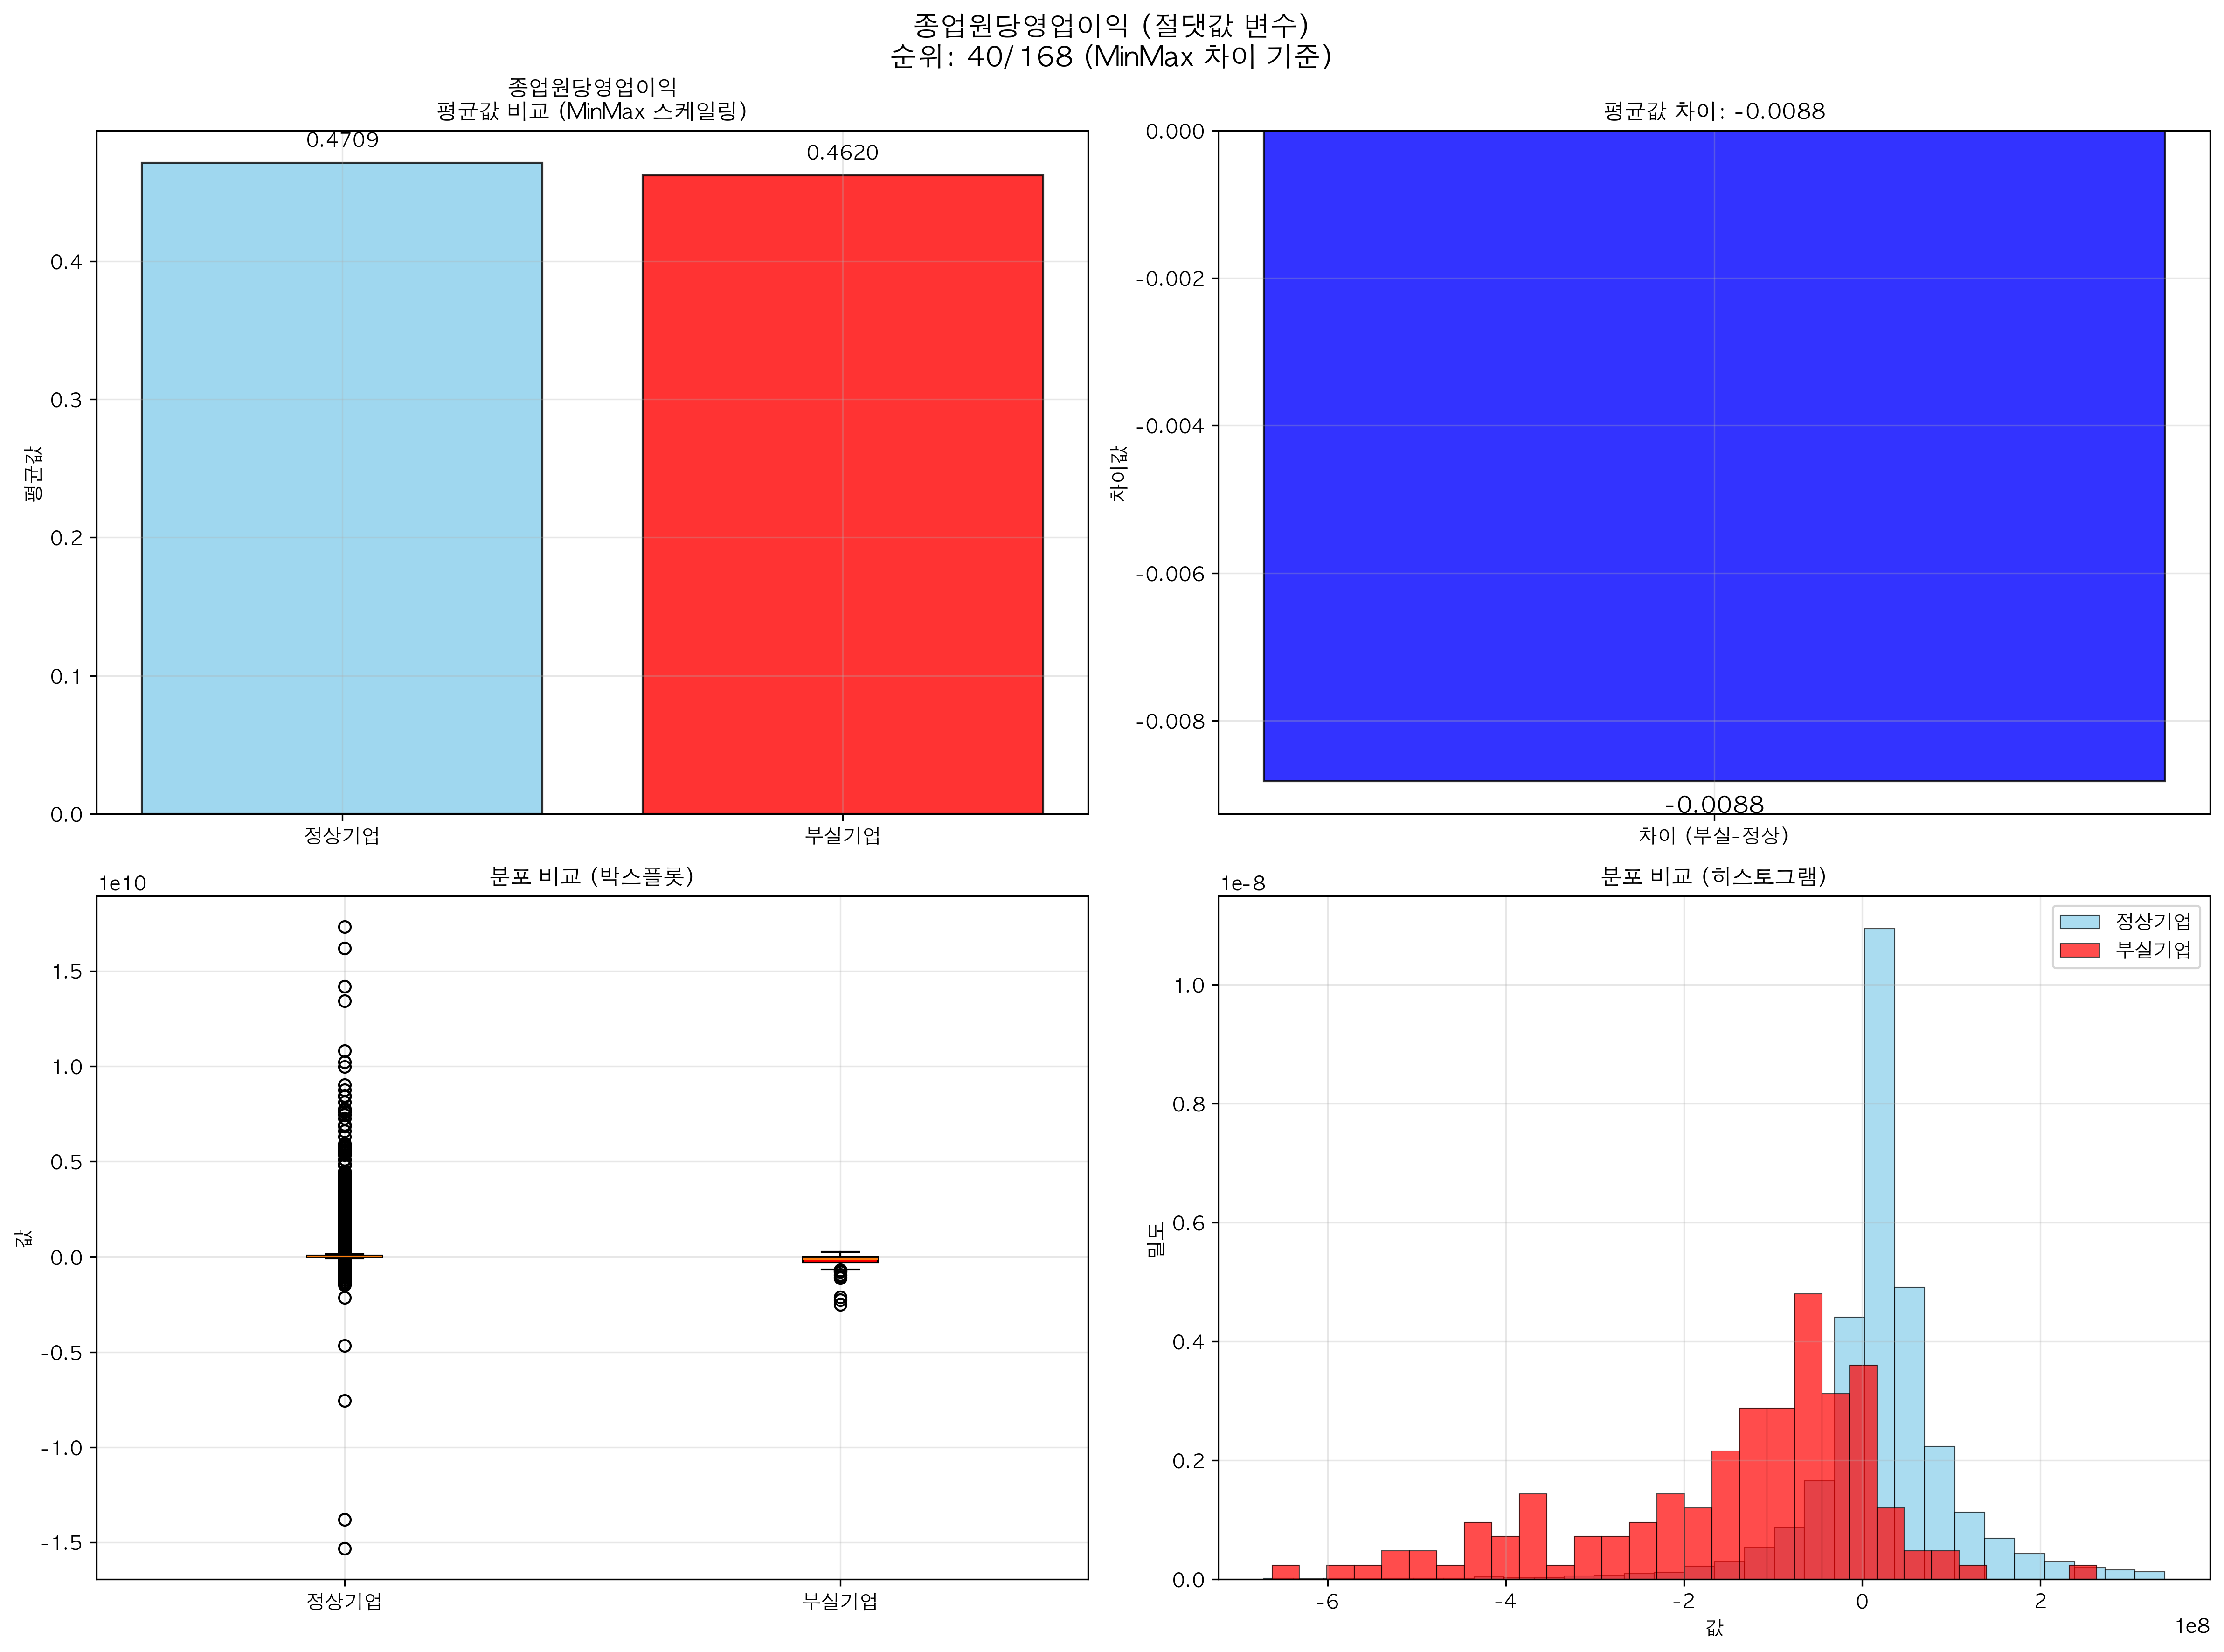 종업원당영업이익 (절댓값 변수)
순위: 40/168 (MinMax 차이 기준)
종업원당영업이익
평균값 비교 (MinMax 스케일링)
0.4709
0.4620
0.4
0.3
0.2
0.1
0.0
평균값
정상기업
부실기업
평균값 차이: -0.0088
0.000
-0.002
-0.004
-0.006
-0.008
차이값
-0.0088
차이 (부실-정상)
분포 비교 (박스플롯)
1e10
1.5
1.0
0.5
0.0
-0.5
-1.0
-1.5
값
정상기업
부실기업
분포 비교 (히스토그램)
1e-8
정상기업
부실기업
1.0
0.8
0.6
0.4
0.2
0.0
밀도
-6
-4
-2
0
2
값
1e8